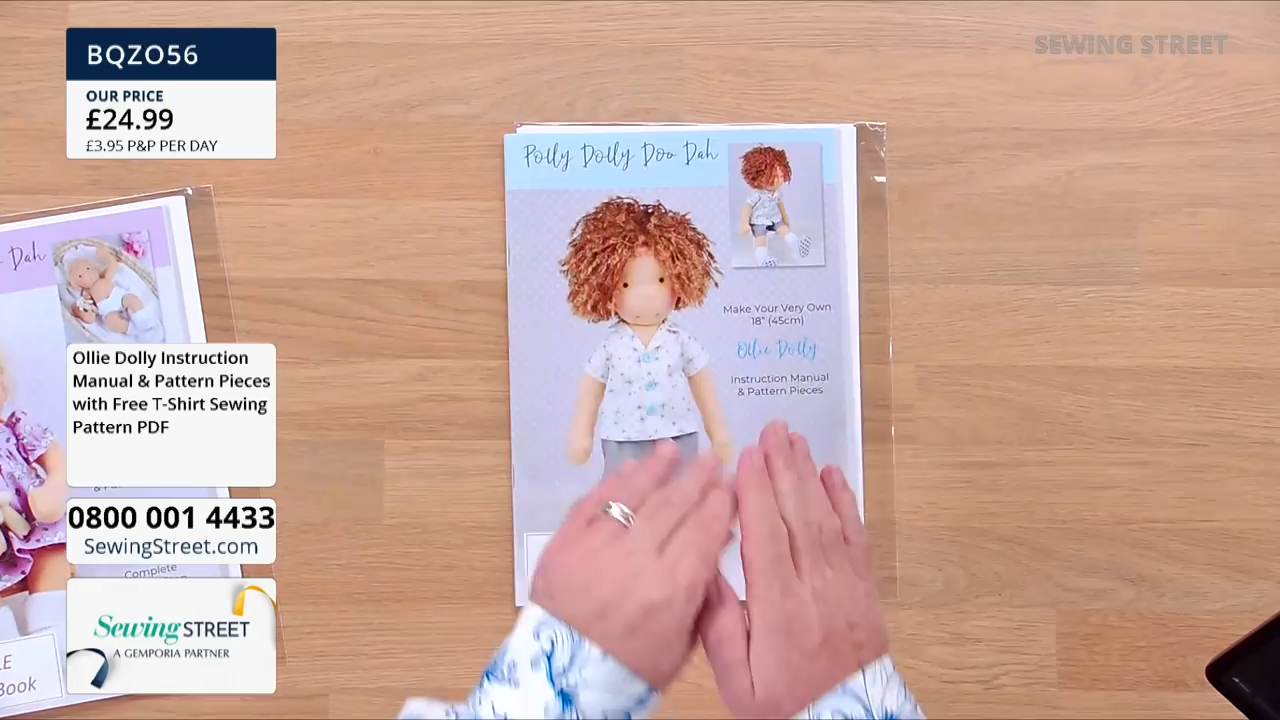 BQZO56
OUR PRICE
£24.99
£3.95 P&P PER DAY
SEWING STREET
Polly Dolly Doo Dah
Make Your Very Own
18" (45cm)
Ollie Dolly
Instruction Manual
& Pattern Pieces
Dah
Ollie Dolly Instruction
Manual & Pattern Pieces
with Free T-Shirt Sewing
Pattern PDF
0800 001 4433
SewingStreet.com
Complete
Sewing STREET
A GEMPORIA PARTNER
Book